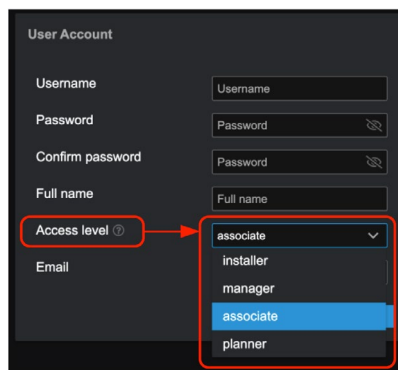 User Account
Username Username
Password Password
Confirm password Password
Full name Full name
Access level associate
installer
Email
manager
associate
planner